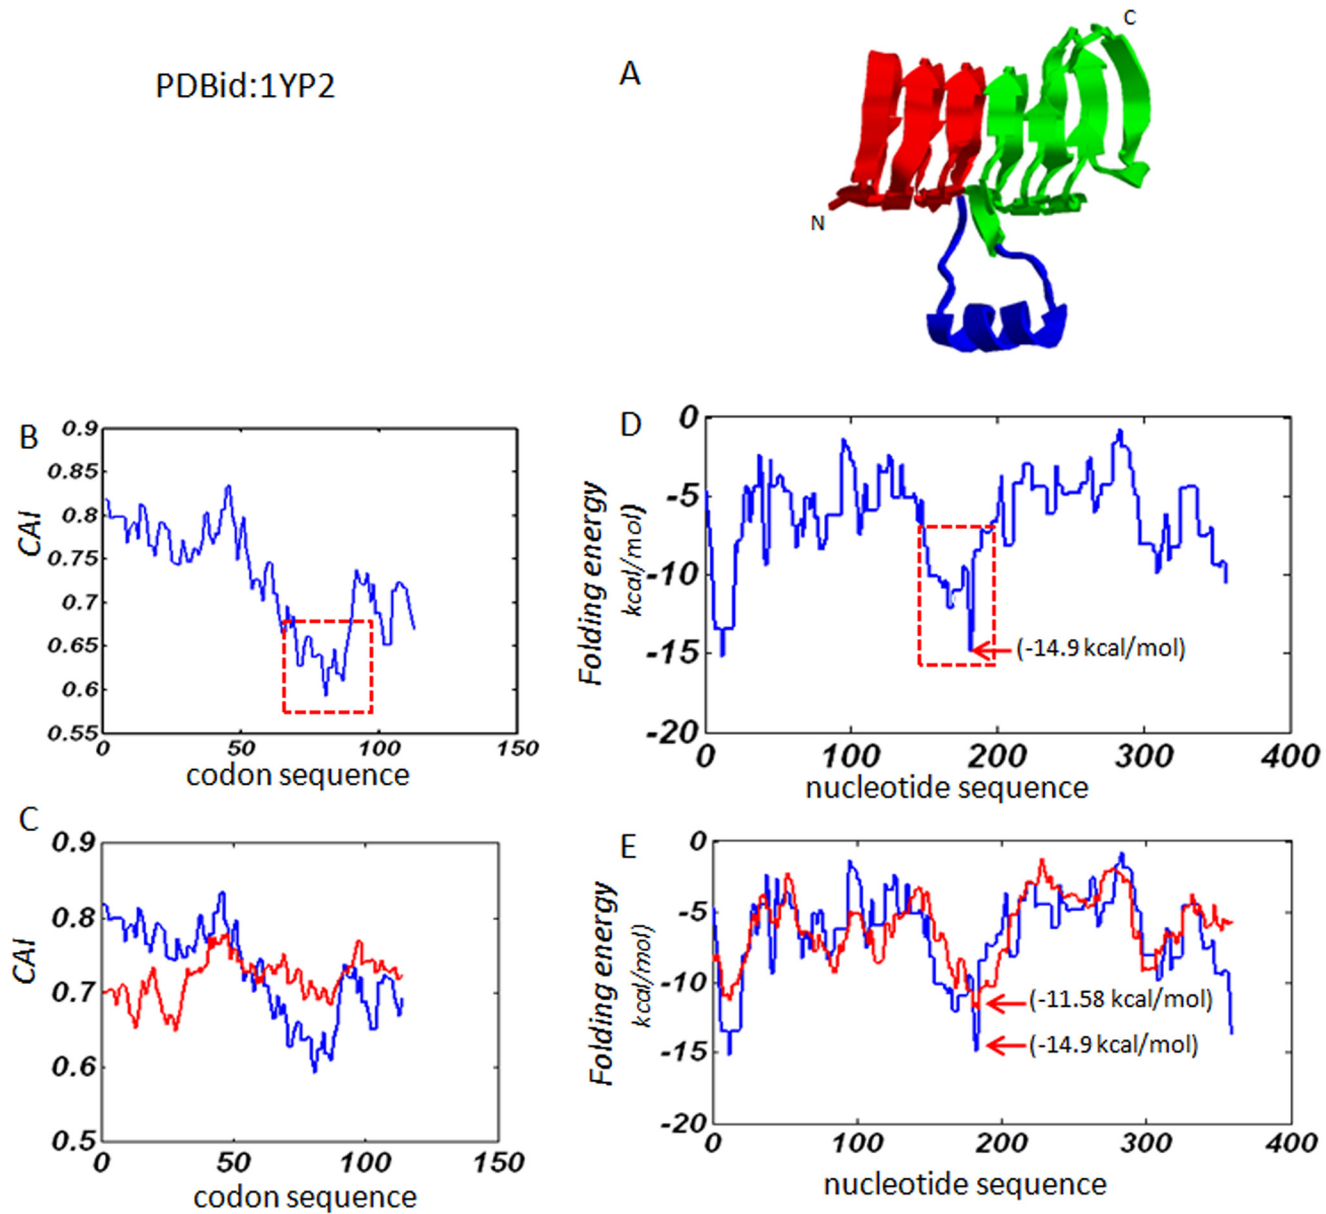 PDBid:1YP2
A
C
N
B
0.9
0.85
0.8
0.75
0.7
0.65
0.6
0.55
CAI
0
50
100
150
codon sequence
D
0
-5
-10
-15
-20
Folding energy
kcal/mol)
(-14.9 kcal/mol)
0
100
200
300
400
nucleotide sequence
C
0.9
0.8
0.7
0.6
0.5
CAI
0
50
100
150
codon sequence
E
0
-5
-10
-15
-20
Folding energy
kcal/mol)
(-11.58 kcal/mol)
(-14.9 kcal/mol)
0
100
200
300
400
nucleotide sequence